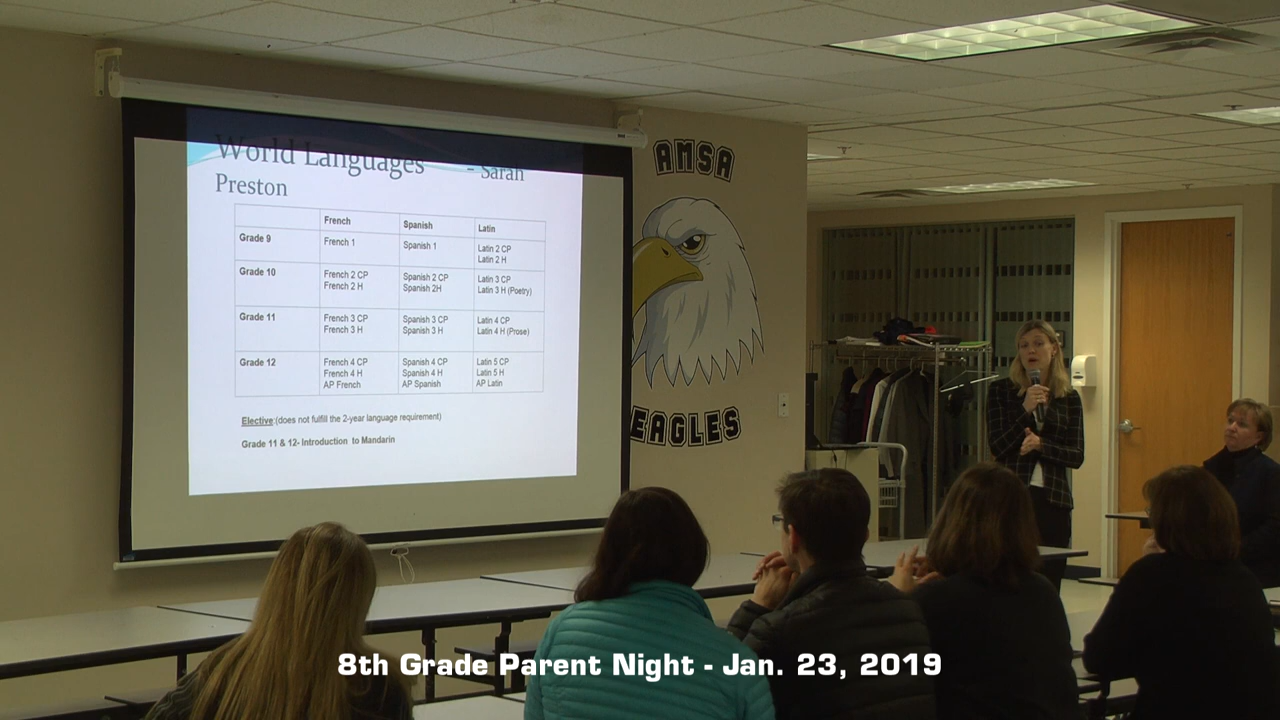 World Languages – Sarah
Preston
French Spanish Latin
Grade 9 French 1 Spanish 1 Latin 2 CP
Latin 2 H
Grade 10 French 2 CP Spanish 2 CP Latin 3 CP
French 2 H Spanish 2H Latin 3 H (Poetry)
Grade 11 French 3 CP Spanish 3 CP Latin 4 CP
French 3 H Spanish 3 H Latin 4 H (Prose)
Grade 12 French 4 CP Spanish 4 CP Latin 5 CP
French 4 H Spanish 4 H Latin 5 H
AP French AP Spanish AP Latin
Elective:(does not fulfill the 2-year language requirement)
Grade 11 & 12- Introduction to Mandarin
AMSA
EAGLES
8th Grade Parent Night - Jan. 23, 2019